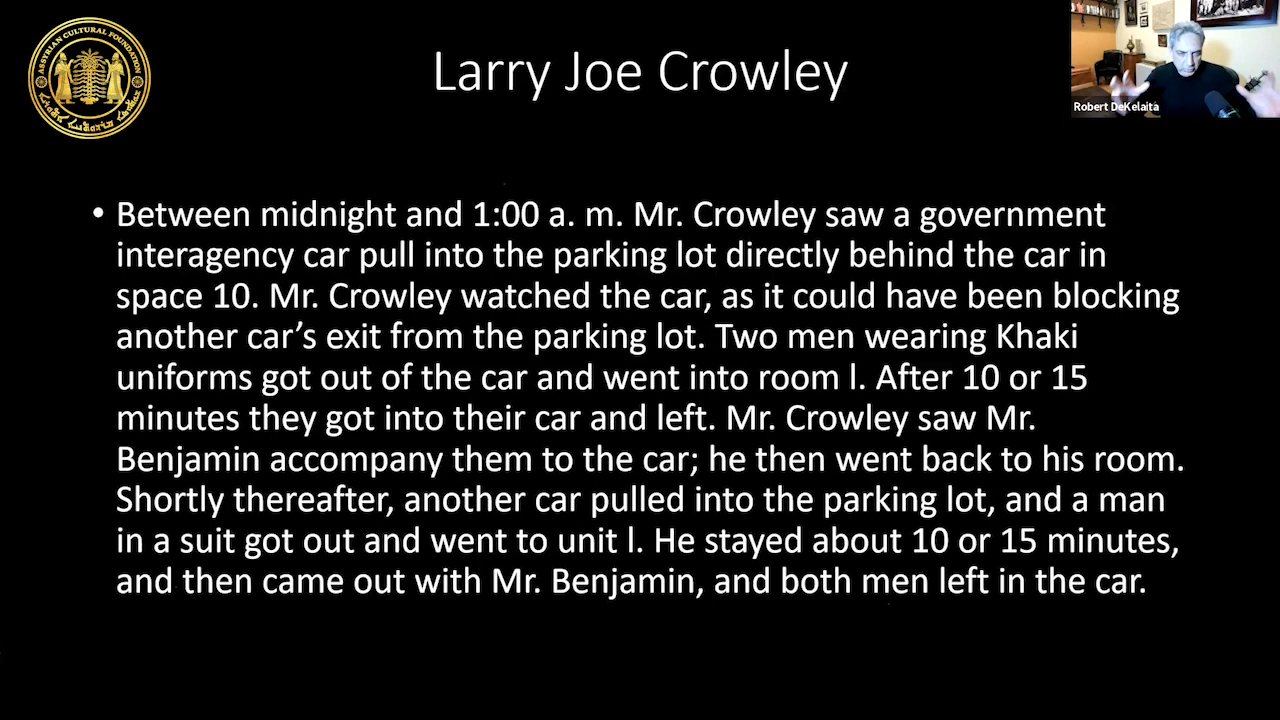 ASSYRIAN CULTURAL FOUNDATION
Larry Joe Crowley
Robert DeKelaita
• Between midnight and 1:00 a. m. Mr. Crowley saw a government
interagency car pull into the parking lot directly behind the car in
space 10. Mr. Crowley watched the car, as it could have been blocking
another car’s exit from the parking lot. Two men wearing Khaki
uniforms got out of the car and went into room l. After 10 or 15
minutes they got into their car and left. Mr. Crowley saw Mr.
Benjamin accompany them to the car; he then went back to his room.
Shortly thereafter, another car pulled into the parking lot, and a man
in a suit got out and went to unit l. He stayed about 10 or 15 minutes,
and then came out with Mr. Benjamin, and both men left in the car.